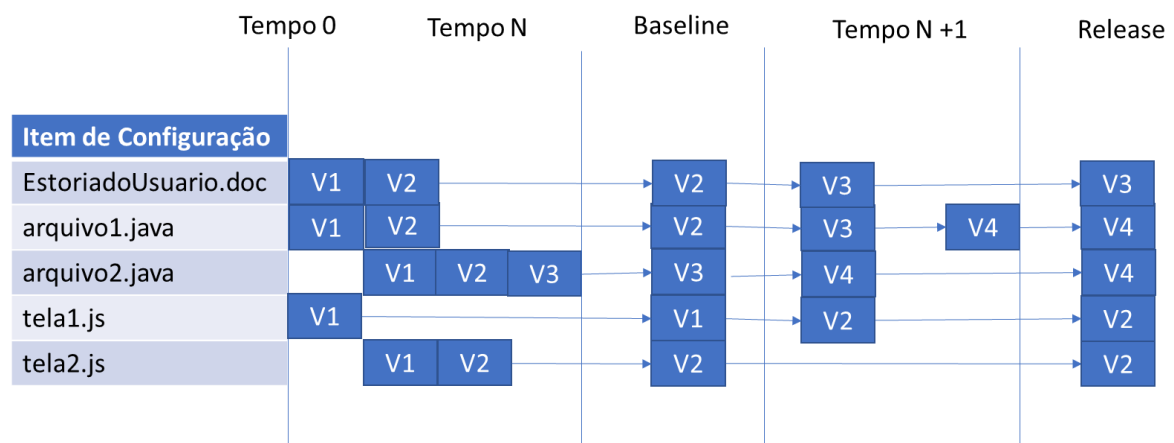 Tempo 0 Tempo N Baseline Tempo N +1 Release
Item de Configuração
EstoriadoUsuario.doc V1 V2 V2 V3 V3
arquivo1.java V1 V2 V2 V3 V4 V4
arquivo2.java V1 V2 V3 V3 V4 V4
tela1.js V1 V1 V2 V2
tela2.js V1 V2 V2 V2